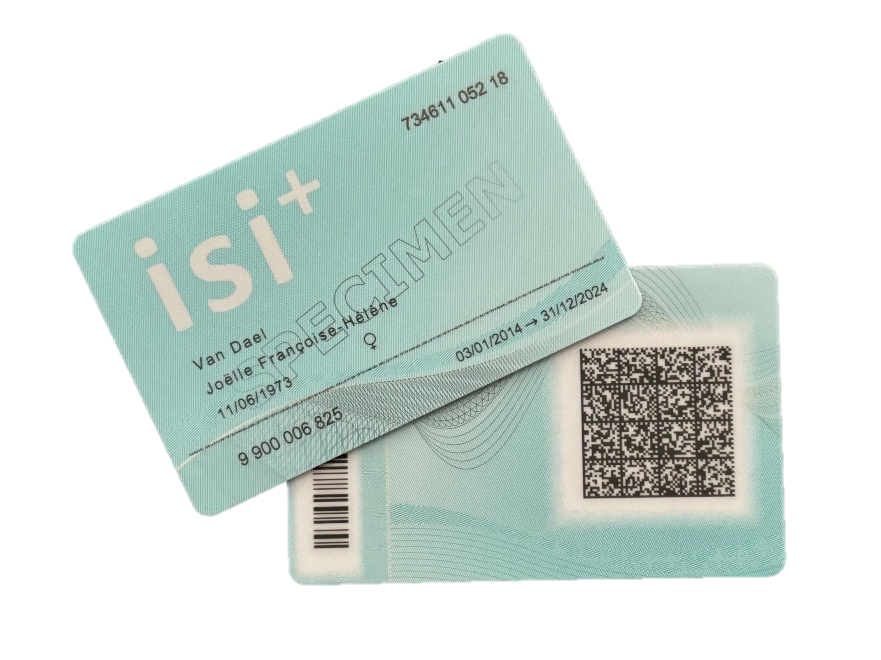 734611 052 18
isi+
SPECIMEN
Van Dael
Joëlle Françoise-Hélène
♀
11/06/1973
03/01/2014 → 31/12/2024
9 900 006 825